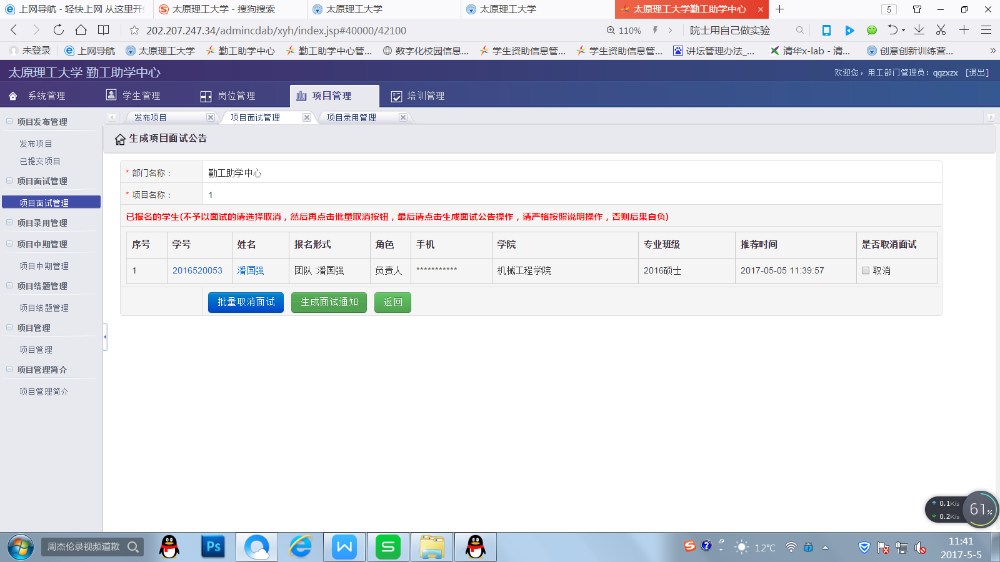 上网导航 - 轻快上网 从这里开
太原理工大学 - 搜狗搜索
太原理工大学
太原理工大学
太原理工大学勤工助学中心
5
202.207.247.34/admincdab/xyh/index.jsp#40000/42100
110%
院士用自己做实验
未登录
上网导航
太原理工大学
勤工助学中心
勤工助学中心管...
数字化校园信息...
学生资助信息管...
学生资助信息管...
讲坛管理办法_...
清华x-lab - 清...
创意创新训练营...
太原理工大学 勤工助学中心
欢迎您，用工部门管理员：qgzxzx [退出]
系统管理
学生管理
岗位管理
项目管理
培训管理
发布项目
项目面试管理
项目录用管理
项目发布管理
发布项目
已提交项目
项目面试管理
项目面试管理
项目录用管理
项目中期管理
项目中期管理
项目结题管理
项目结题管理
项目管理
项目管理
项目管理简介
项目管理简介
生成项目面试公告
* 部门名称： 勤工助学中心
* 项目名称： 1
已报名的学生(不予以面试的请选择取消，然后再点击批量取消按钮，最后请点击生成面试公告操作，请严格按照说明操作，否则后果自负)
序号 学号 姓名 报名形式 角色 手机 学院 专业班级 推荐时间 是否取消面试
1 2016520053 潘国强 团队 :潘国强 负责人 *********** 机械工程学院 2016硕士 2017-05-05 11:39:57 取消
批量取消面试 生成面试通知 返回
0.1K/s
0.2K/s
61%
周杰伦录视频道歉
Ps
12°C
11:41
2017-5-5